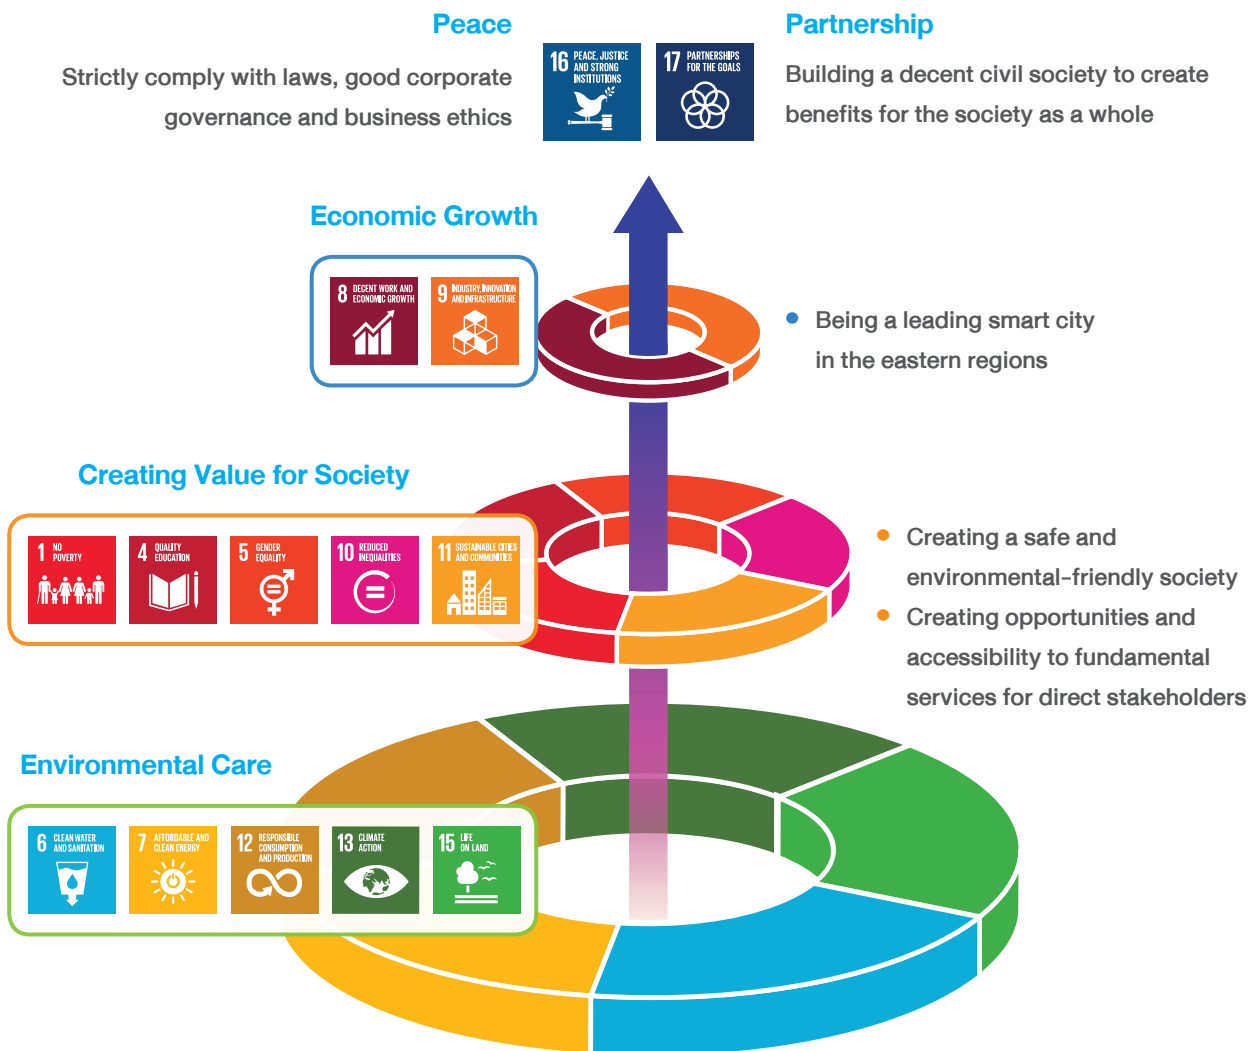 Peace
Strictly comply with laws, good corporate
governance and business ethics
16 PEACE, JUSTICE
AND STRONG
INSTITUTIONS
17 PARTNERSHIPS
FOR THE GOALS
Partnership
Building a decent civil society to create
benefits for the society as a whole
Economic Growth
8 DECENT WORK AND
ECONOMIC GROWTH
9 INDUSTRY, INNOVATION
AND INFRASTRUCTURE
• Being a leading smart city
in the eastern regions
Creating Value for Society
1 NO
POVERTY
4 QUALITY
EDUCATION
5 GENDER
EQUALITY
10 REDUCED
INEQUALITIES
11 SUSTAINABLE CITIES
AND COMMUNITIES
• Creating a safe and
environmental-friendly society
• Creating opportunities and
accessibility to fundamental
services for direct stakeholders
Environmental Care
6 CLEAN WATER
AND SANITATION
7 AFFORDABLE AND
CLEAN ENERGY
12 RESPONSIBLE
CONSUMPTION
AND PRODUCTION
13 CLIMATE
ACTION
15 LIFE
ON LAND